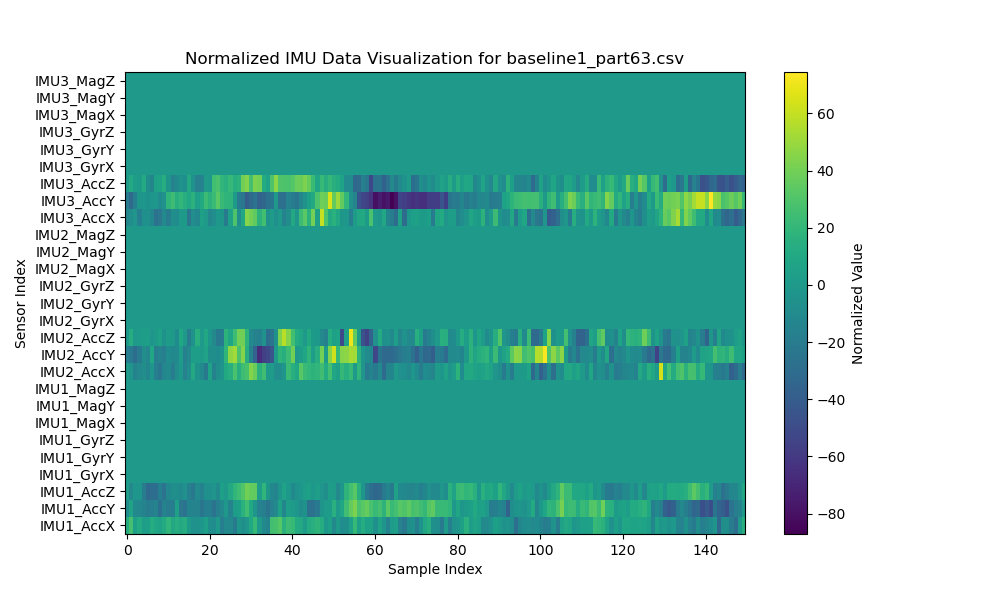 Normalized IMU Data Visualization for baseline1_part63.csv
IMU3_MagZ
IMU3_MagY
IMU3_MagX
IMU3_GyrZ
IMU3_GyrY
IMU3_GyrX
IMU3_AccZ
IMU3_AccY
IMU3_AccX
IMU2_MagZ
IMU2_MagY
IMU2_MagX
IMU2_GyrZ
IMU2_GyrY
IMU2_GyrX
IMU2_AccZ
IMU2_AccY
IMU2_AccX
IMU1_MagZ
IMU1_MagY
IMU1_MagX
IMU1_GyrZ
IMU1_GyrY
IMU1_GyrX
IMU1_AccZ
IMU1_AccY
IMU1_AccX
Sensor Index
0 20 40 60 80 100 120 140
Sample Index
60
40
20
0
−20
−40
−60
−80
Normalized Value